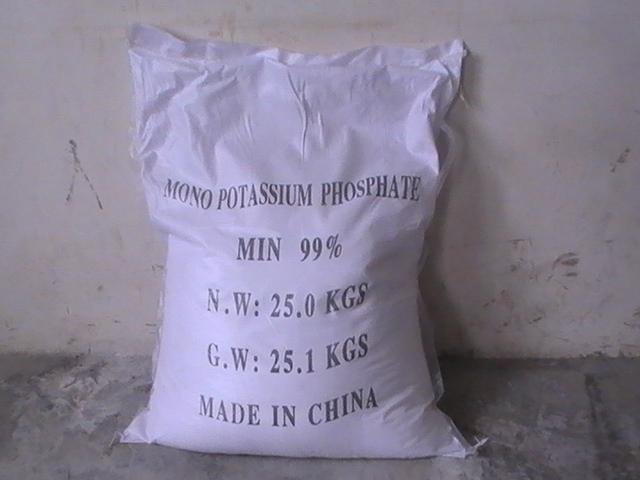 MONO POTASSIUM PHOSPHATE
MIN 99%
N.W: 25.0 KGS
G.W: 25.1 KGS
MADE IN CHINA